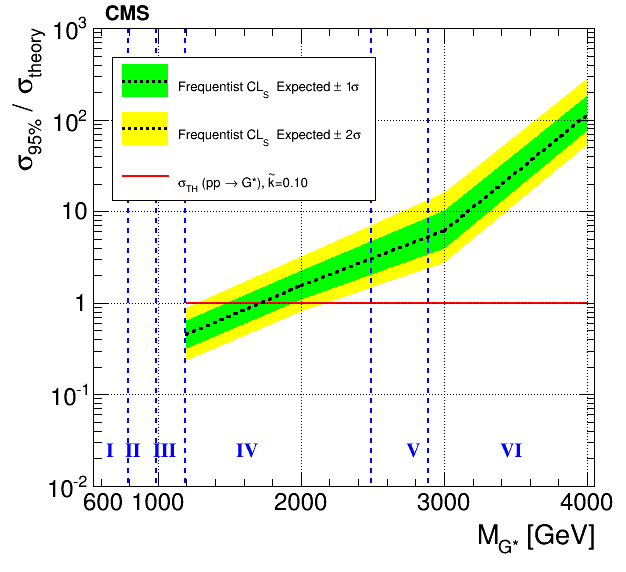 CMS
σ95% / σtheory
10³
10²
10
1
10⁻¹
10⁻²
Frequentist CLS Expected ± 1σ
Frequentist CLS Expected ± 2σ
σTH (pp → G*), k̃=0.10
I II III IV V VI
600 1000 2000 3000 4000
MG* [GeV]